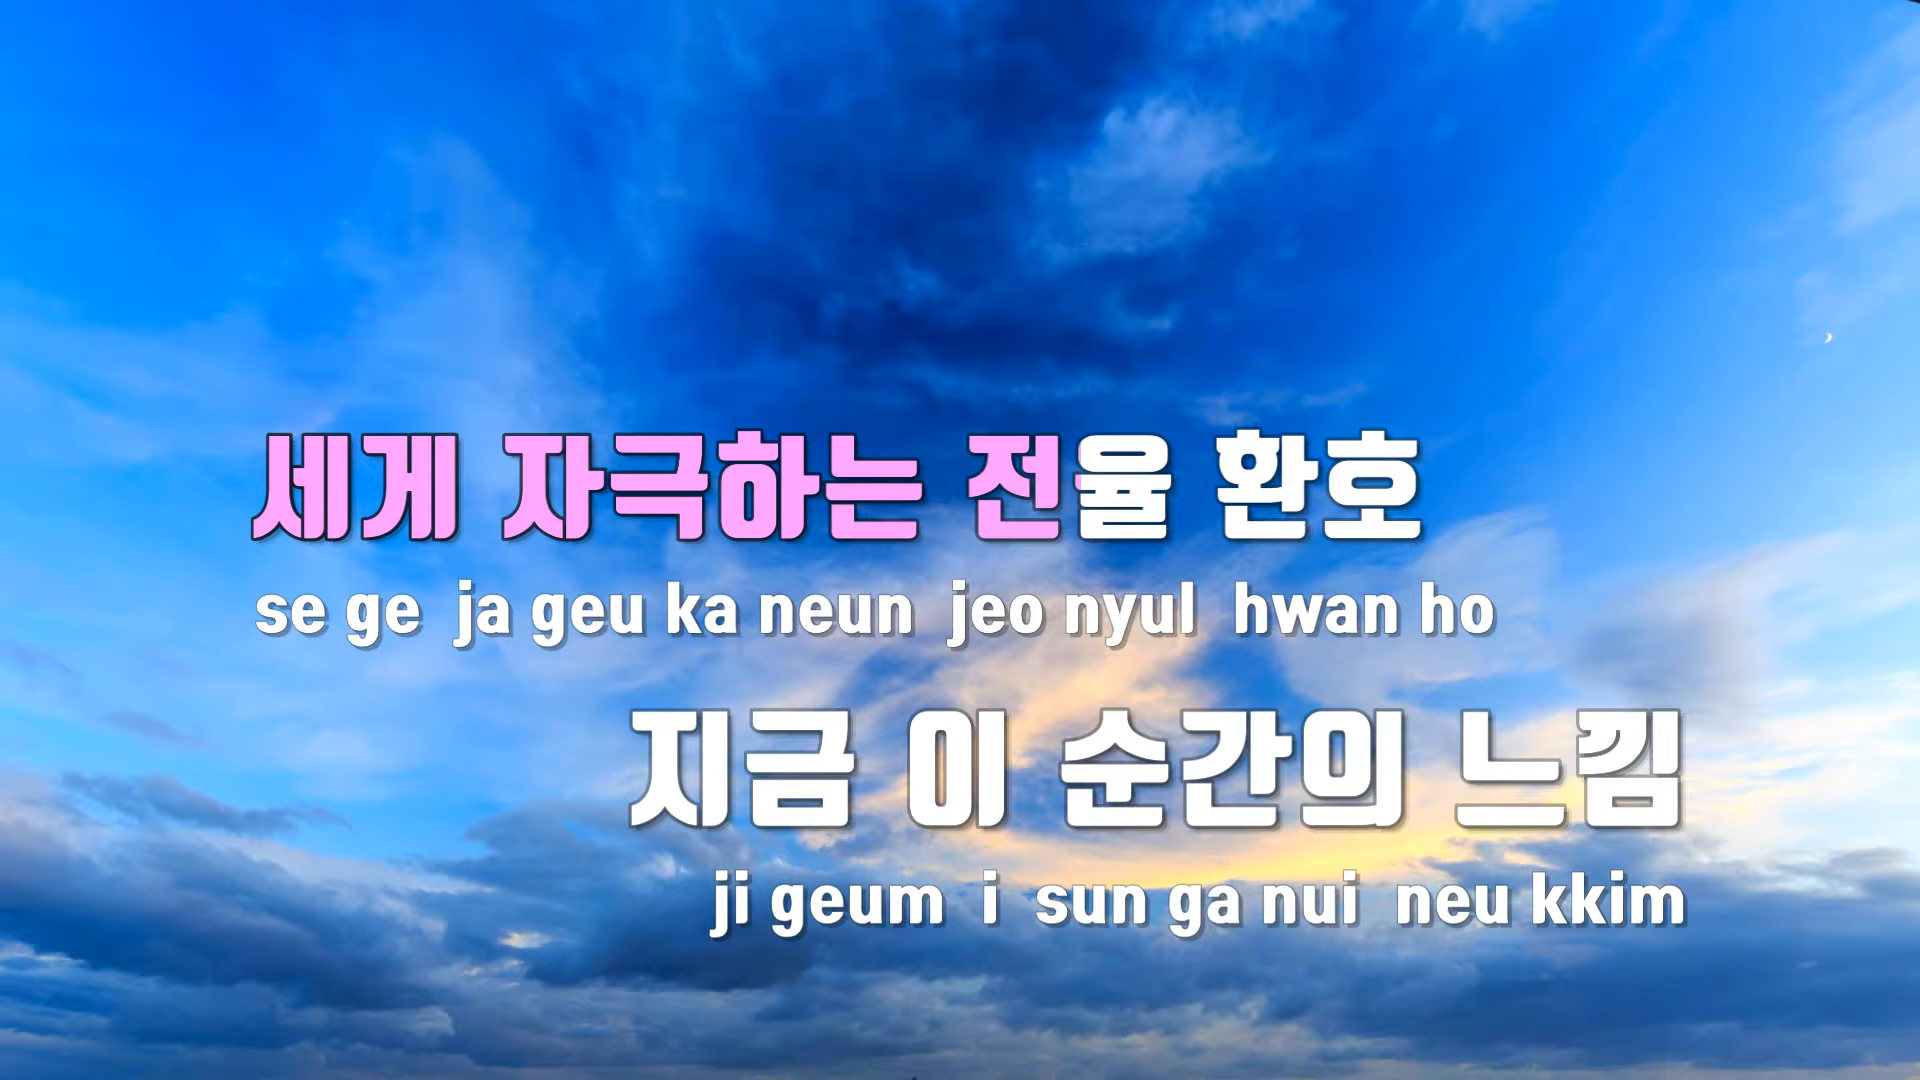 세게 자극하는 전율 환호
se ge ja geu ka neun jeo nyul hwan ho
지금 이 순간의 느낌
ji geum i sun ga nui neu kkim